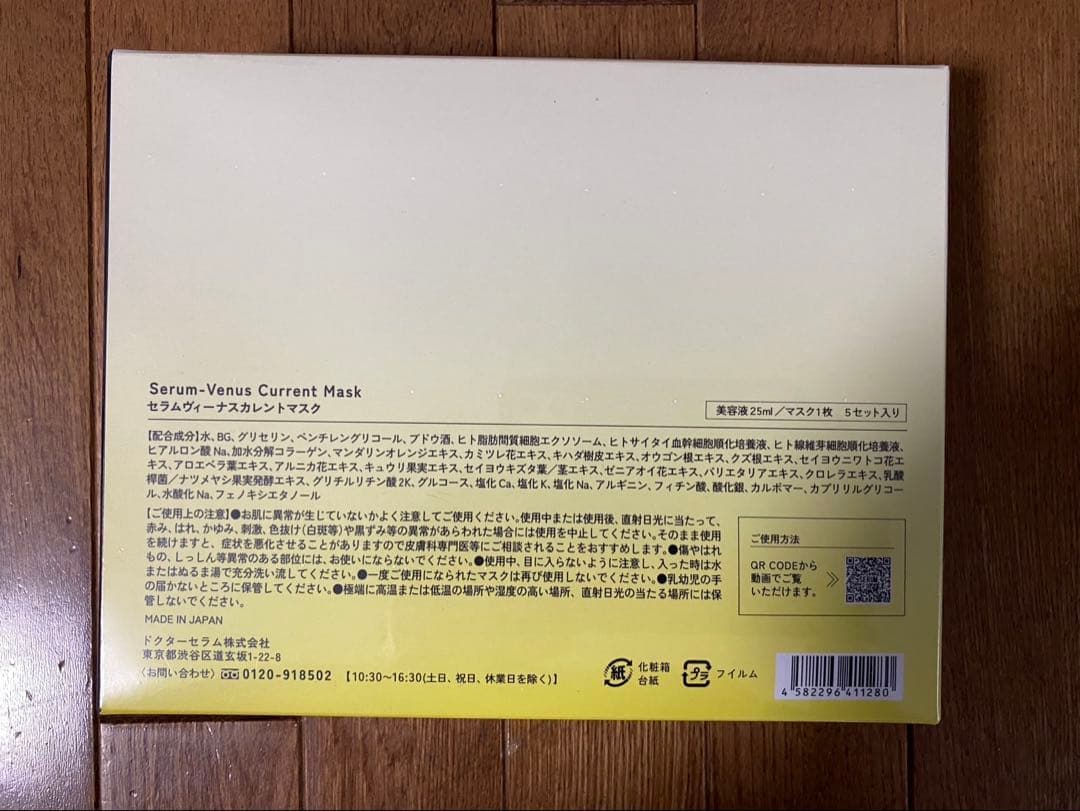 Serum-Venus Current Mask
セラムヴィーナスカレントマスク
美容液25ml／マスク1枚 5セット入り
【配合成分】水、BG、グリセリン、ペンチレングリコール、ブドウ酒、ヒト脂肪間質細胞エクソソーム、ヒトサイタイ血幹細胞順化培養液、ヒト線維芽細胞順化培養液、
ヒアルロン酸Na、加水分解コラーゲン、マンダリンオレンジエキス、カミツレ花エキス、キハダ樹皮エキス、オウゴン根エキス、クズ根エキス、セイヨウニワトコ花エ
キス、アロエベラ葉エキス、アルニカ花エキス、キュウリ果実エキス、セイヨウキズタ葉／茎エキス、ゼニアオイ花エキス、パリエタリアエキス、クロレラエキス、乳酸
桿菌／ナツメヤシ果実発酵エキス、グリチルリチン酸2K、グルコース、塩化Ca、塩化K、塩化Na、アルギニン、フィチン酸、酸化銀、カルボマー、カプリリルグリコー
ル、水酸化Na、フェノキシエタノール
【ご使用上の注意】●お肌に異常が生じていないかよく注意してご使用ください。使用中または使用後、直射日光に当たって、
赤み、はれ、かゆみ、刺激、色抜け（白斑等）や黒ずみ等の異常があらわれた場合には使用を中止してください。そのまま使用
を続けますと、症状を悪化させることがありますので皮膚科専門医等にご相談されることをおすすめします。●傷やはれ
もの、しっしん等異常のある部位には、お使いにならないでください。●使用中、目に入らないように注意し、入った時は水
またはぬるま湯で充分洗い流してください。●一度ご使用になられたマスクは再び使用しないでください。●乳幼児の手
の届かないところに保管してください。●極端に高温または低温の場所や湿度の高い場所、直射日光の当たる場所には保
管しないでください。
MADE IN JAPAN
ご使用方法
QR CODEから
動画でご覧
いただけます。
ドクターセラム株式会社
東京都渋谷区道玄坂1-22-8
〈お問い合わせ〉 0120-918502 【10:30〜16:30(土日、祝日、休業日を除く)】
紙 化粧箱
台紙
プラ フイルム
4 582296 411280